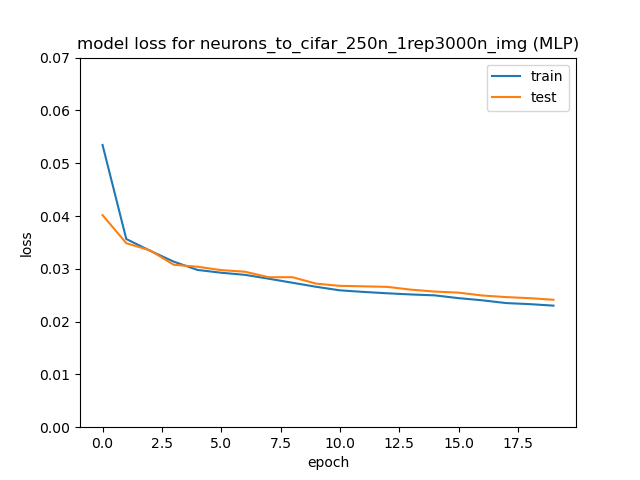 model loss for neurons_to_cifar_250n_1rep3000n_img (MLP)
train
test
loss
0.07
0.06
0.05
0.04
0.03
0.02
0.01
0.00
0.0 2.5 5.0 7.5 10.0 12.5 15.0 17.5
epoch